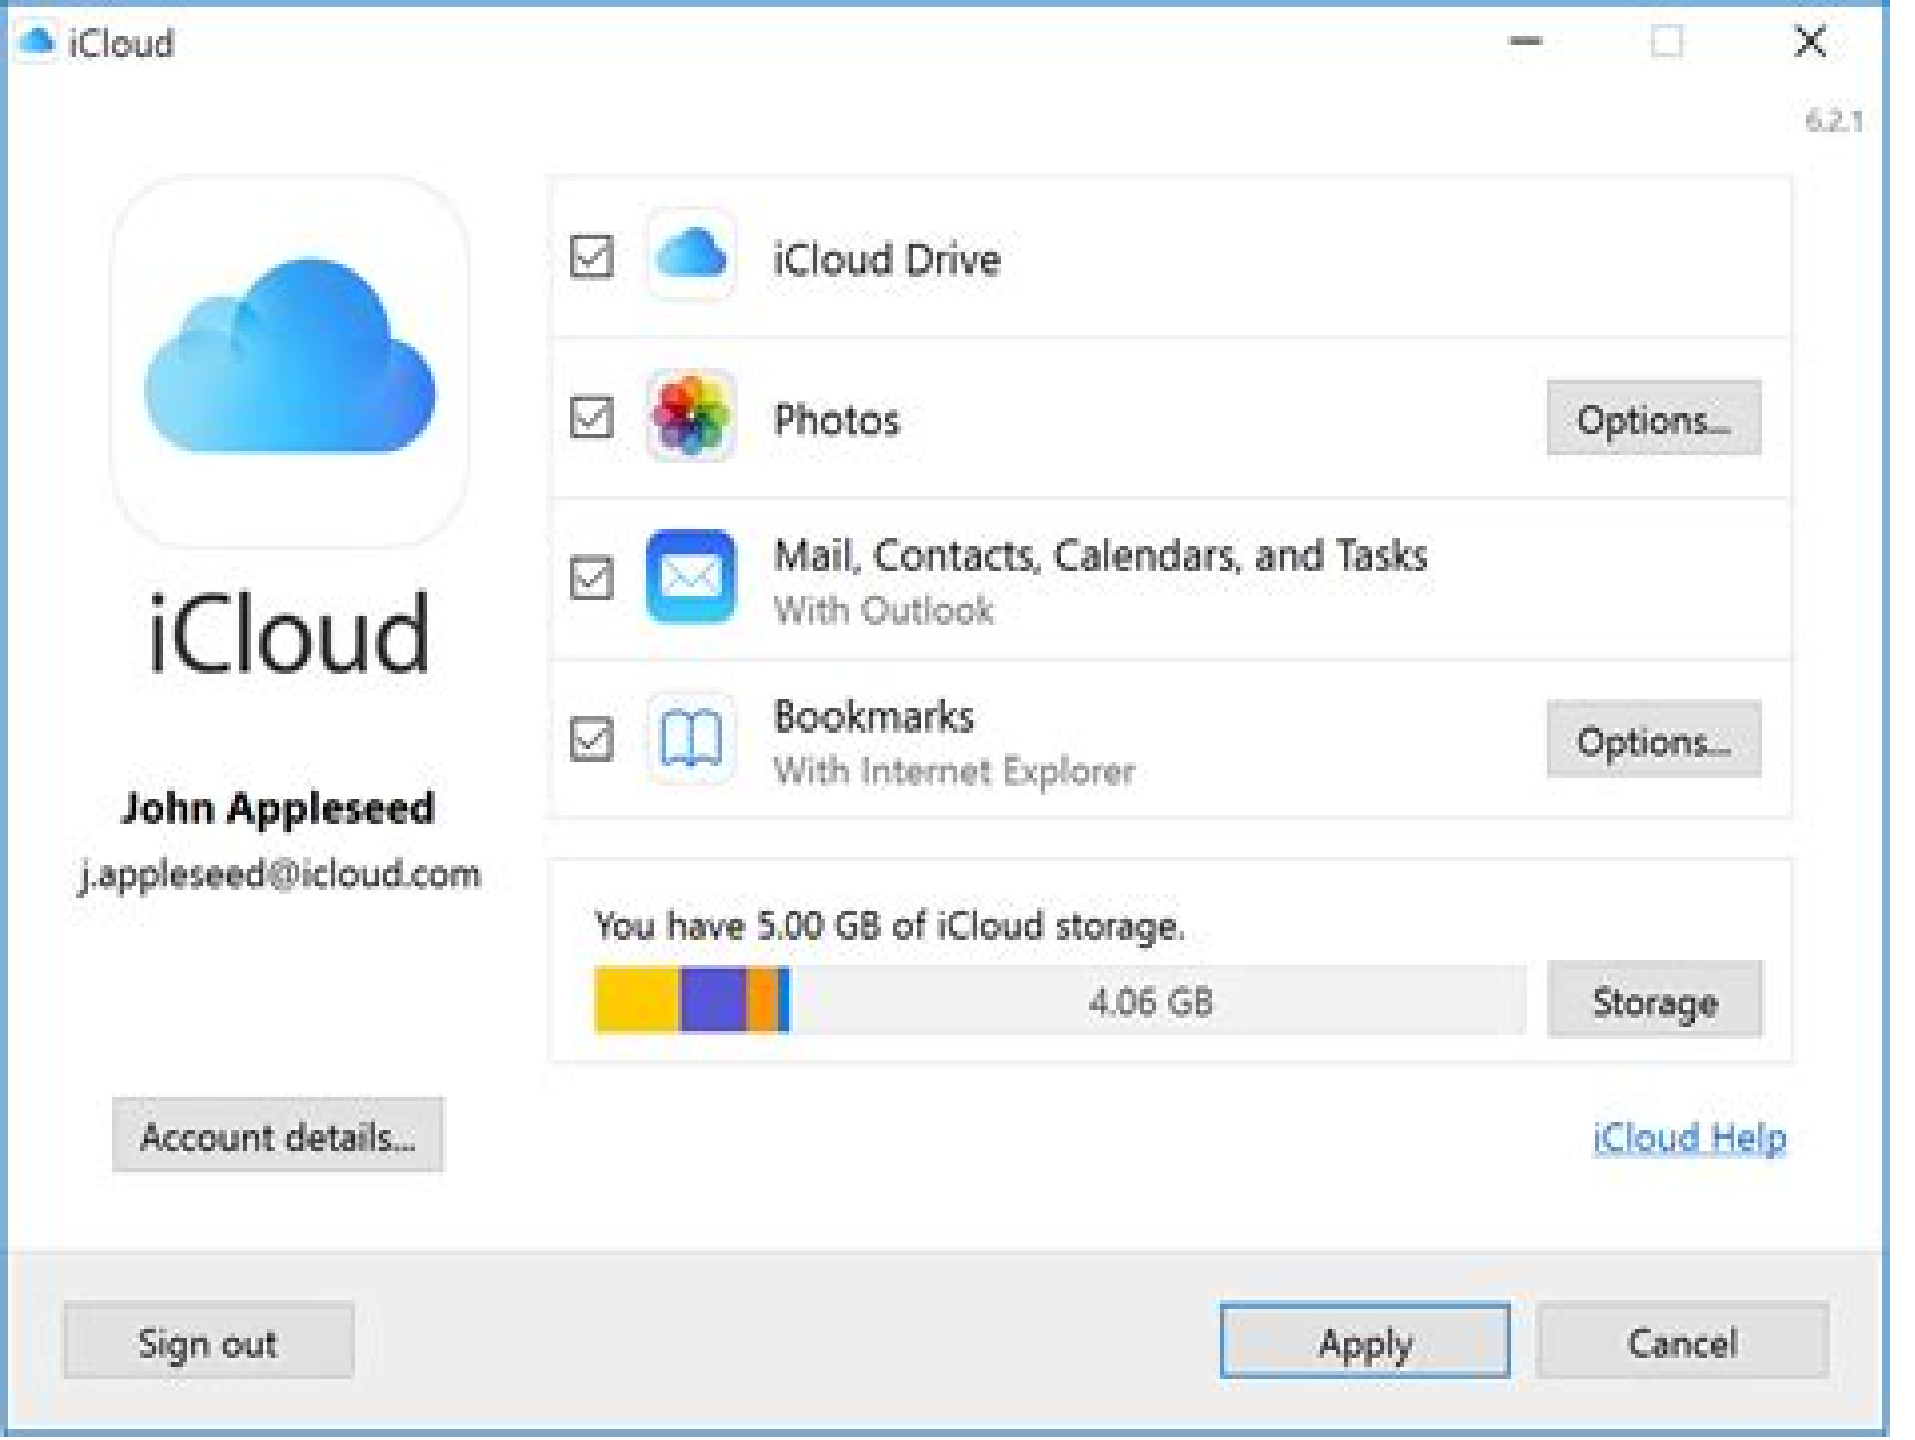 iCloud
6.2.1
iCloud Drive
Photos
Options...
Mail, Contacts, Calendars, and Tasks
With Outlook
Bookmarks
With Internet Explorer
Options...
iCloud
John Appleseed
j.appleseed@icloud.com
You have 5.00 GB of iCloud storage.
4.06 GB
Storage
Account details...
iCloud Help
Sign out
Apply
Cancel